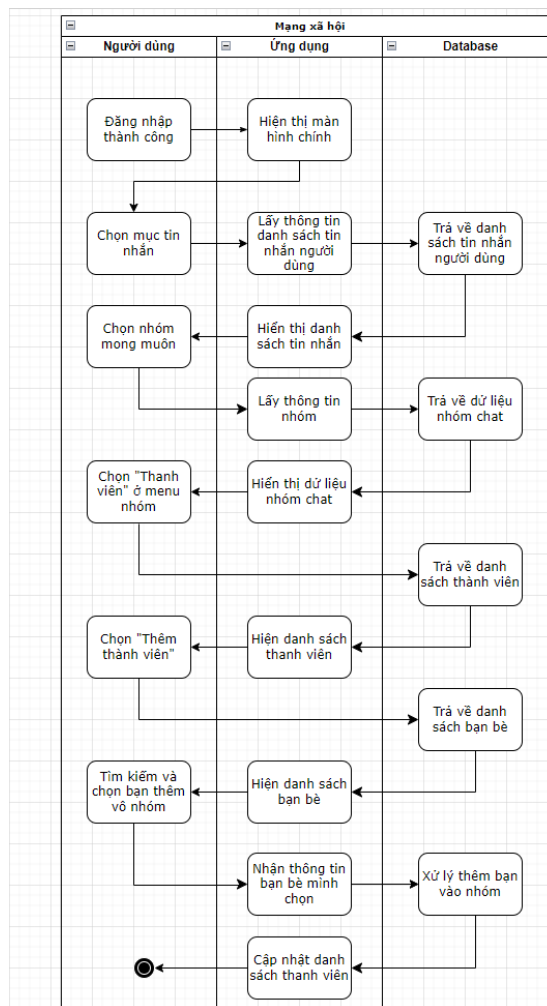 Mạng xã hội
Người dùng
Ứng dụng
Database
Đăng nhập
thành công
Hiện thị màn
hình chính
Chọn mục tin
nhắn
Lấy thông tin
danh sách tin
nhắn người
dùng
Trả về danh
sách tin nhắn
người dùng
Chọn nhóm
mong muôn
Hiển thị danh
sách tin nhắn
Lấy thông tin
nhóm
Trả về dử liệu
nhóm chat
Chọn "Thanh
viên" ở menu
nhóm
Hiển thị dử liệu
nhóm chat
Trả về danh
sách thành viên
Chọn "Thêm
thành viên"
Hiện danh sách
thanh viên
Trả về danh
sách bạn bè
Tìm kiếm và
chọn bạn thêm
vô nhóm
Hiện danh sách
bạn bè
Nhận thông tin
bạn bè mình
chọn
Xử lý thêm bạn
vào nhóm
Cập nhật danh
sách thanh viên